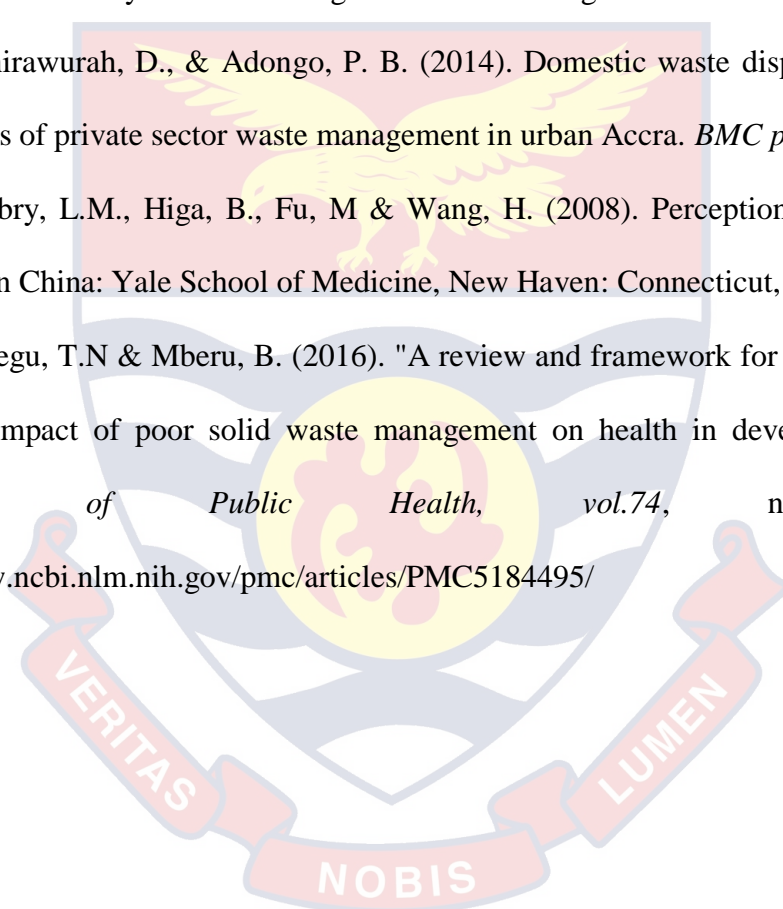 hirawurah, D., & Adongo, P. B. (2014). Domestic waste disp
s of private sector waste management in urban Accra. BMC p
bry, L.M., Higa, B., Fu, M & Wang, H. (2008). Perception
n China: Yale School of Medicine, New Haven: Connecticut,
egu, T.N & Mberu, B. (2016). "A review and framework for
mpact of poor solid waste management on health in deve
of Public Health, vol.74, n
.ncbi.nlm.nih.gov/pmc/articles/PMC5184495/
VERITAS
NOBIS
LUMEN